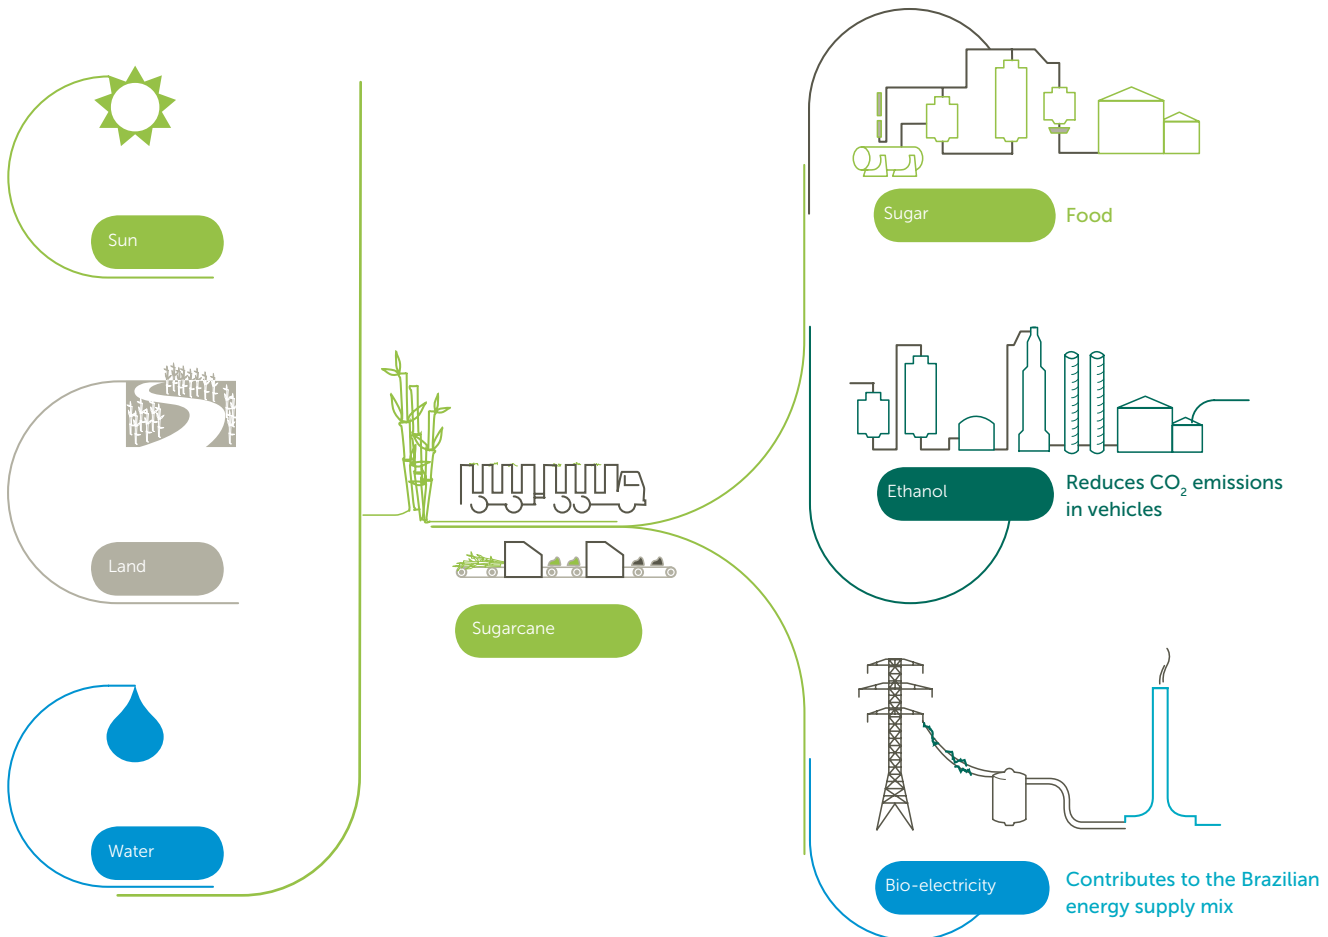 Sun
Land
Water
Sugarcane
Sugar
Food
Ethanol
Reduces CO₂ emissions
in vehicles
Bio-electricity
Contributes to the Brazilian
energy supply mix